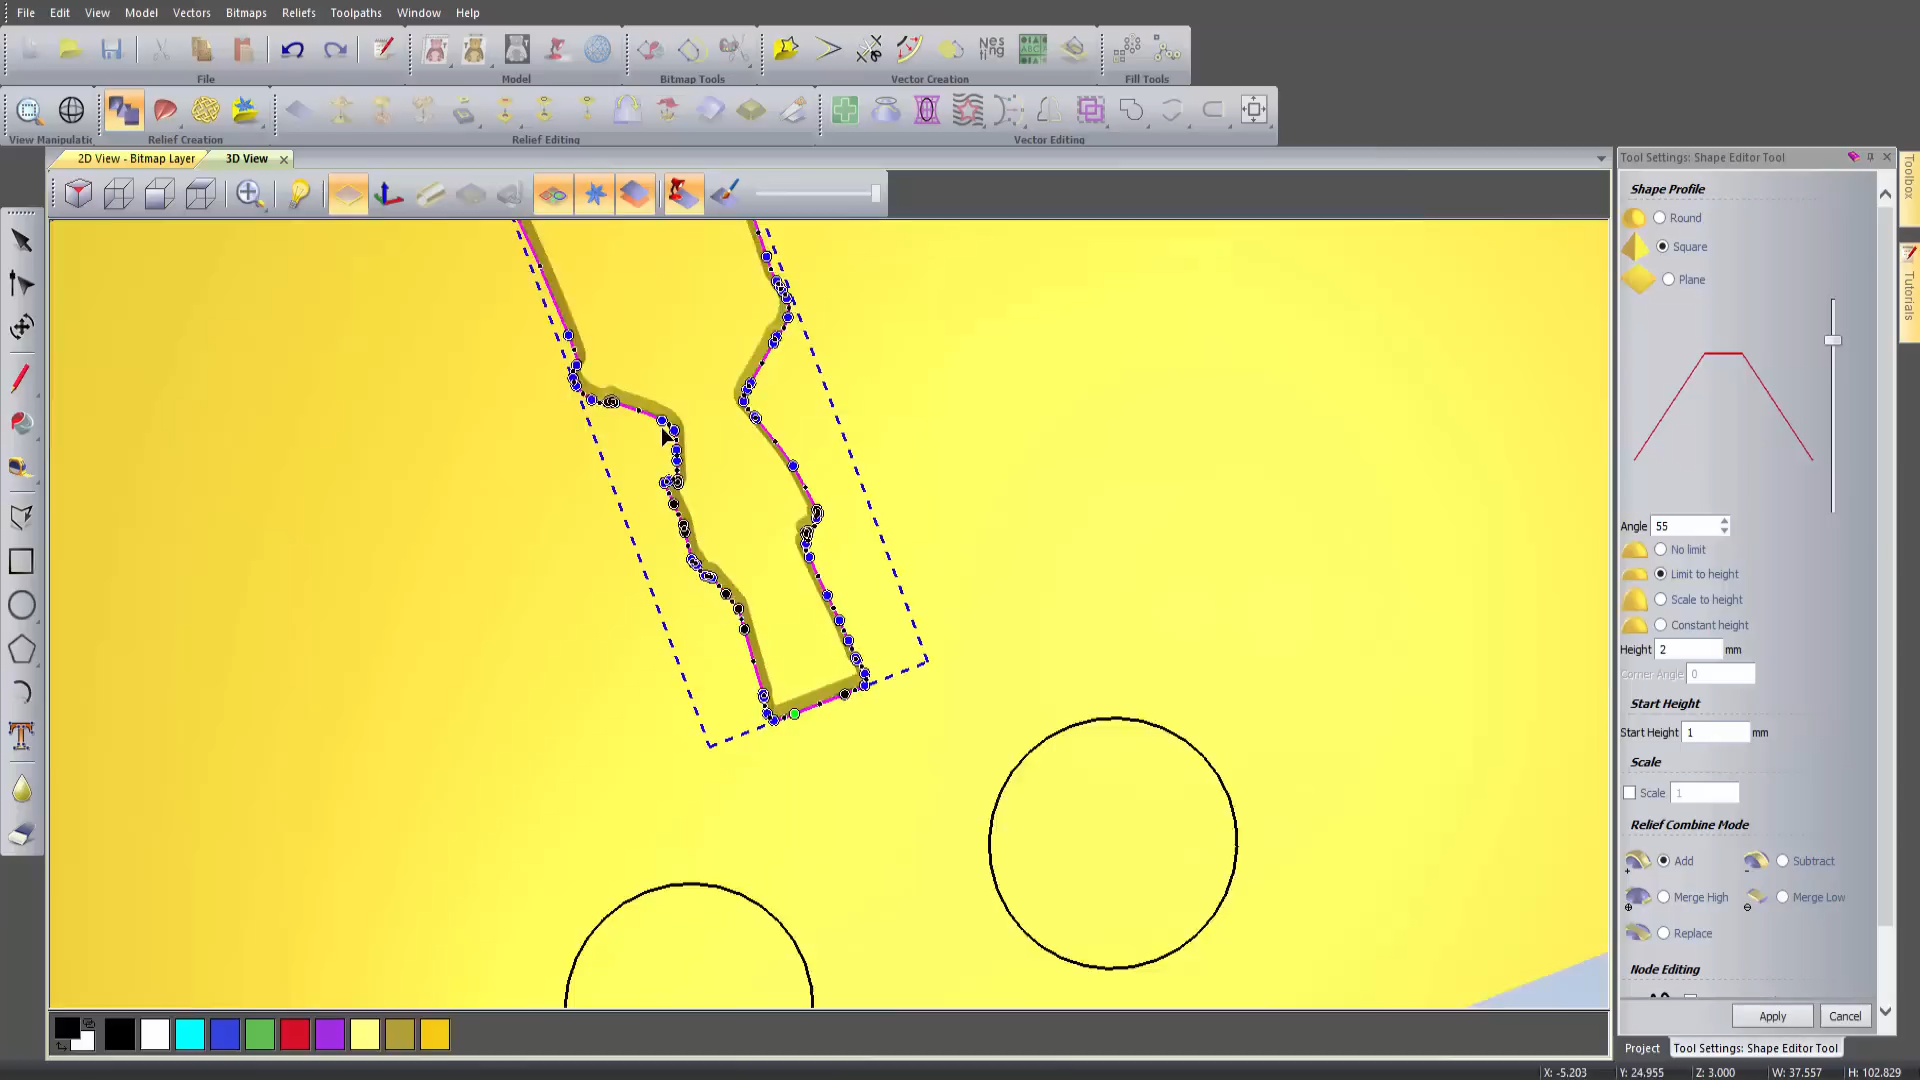 File Edit View Model Vectors Bitmaps Reliefs Toolpaths Window Help
Nes
ting
ABC
File Model Bitmap Tools Vector Creation Fill Tools
View Manipulatic Relief Creation Relief Editing Vector Editing
2D View - Bitmap Layer 3D View
Tool Settings: Shape Editor Tool
Toolbox
Tutorials
Shape Profile
Round
Square
Plane
Angle 55
No limit
Limit to height
Scale to height
Constant height
Height 2 mm
Corner Angle 0
Start Height
Start Height 1 mm
Scale
Scale 1
Relief Combine Mode
Add Subtract
Merge High Merge Low
Replace
Node Editing
Apply Cancel
Project Tool Settings: Shape Editor Tool
X: -5.203 Y: 24.955 Z: 3.000 W: 37.557 H: 102.829